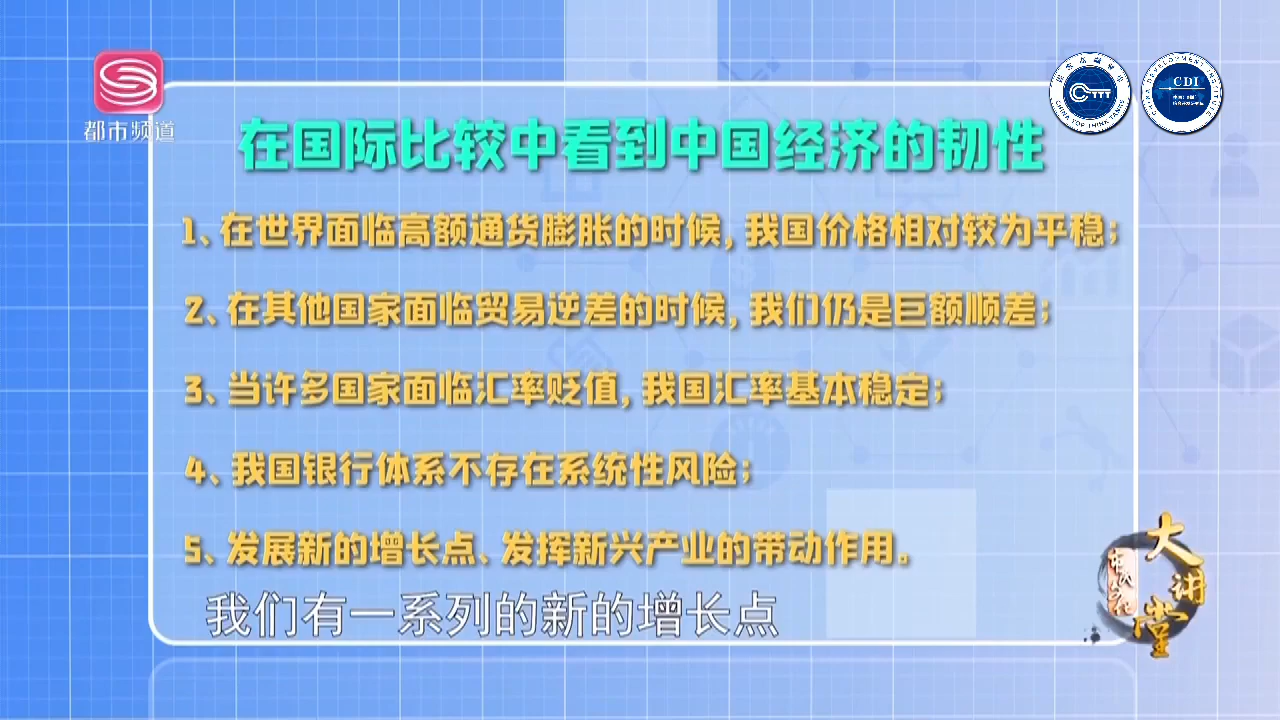 都市频道
CDI
在国际比较中看到中国经济的韧性
1、在世界面临高额通货膨胀的时候，我国价格相对较为平稳；
2、在其他国家面临贸易逆差的时候，我们仍是巨额顺差；
3、当许多国家面临汇率贬值，我国汇率基本稳定；
4、我国银行体系不存在系统性风险；
5、发展新的增长点、发挥新兴产业的带动作用。
我们有一系列的新的增长点
市民文化
大讲堂